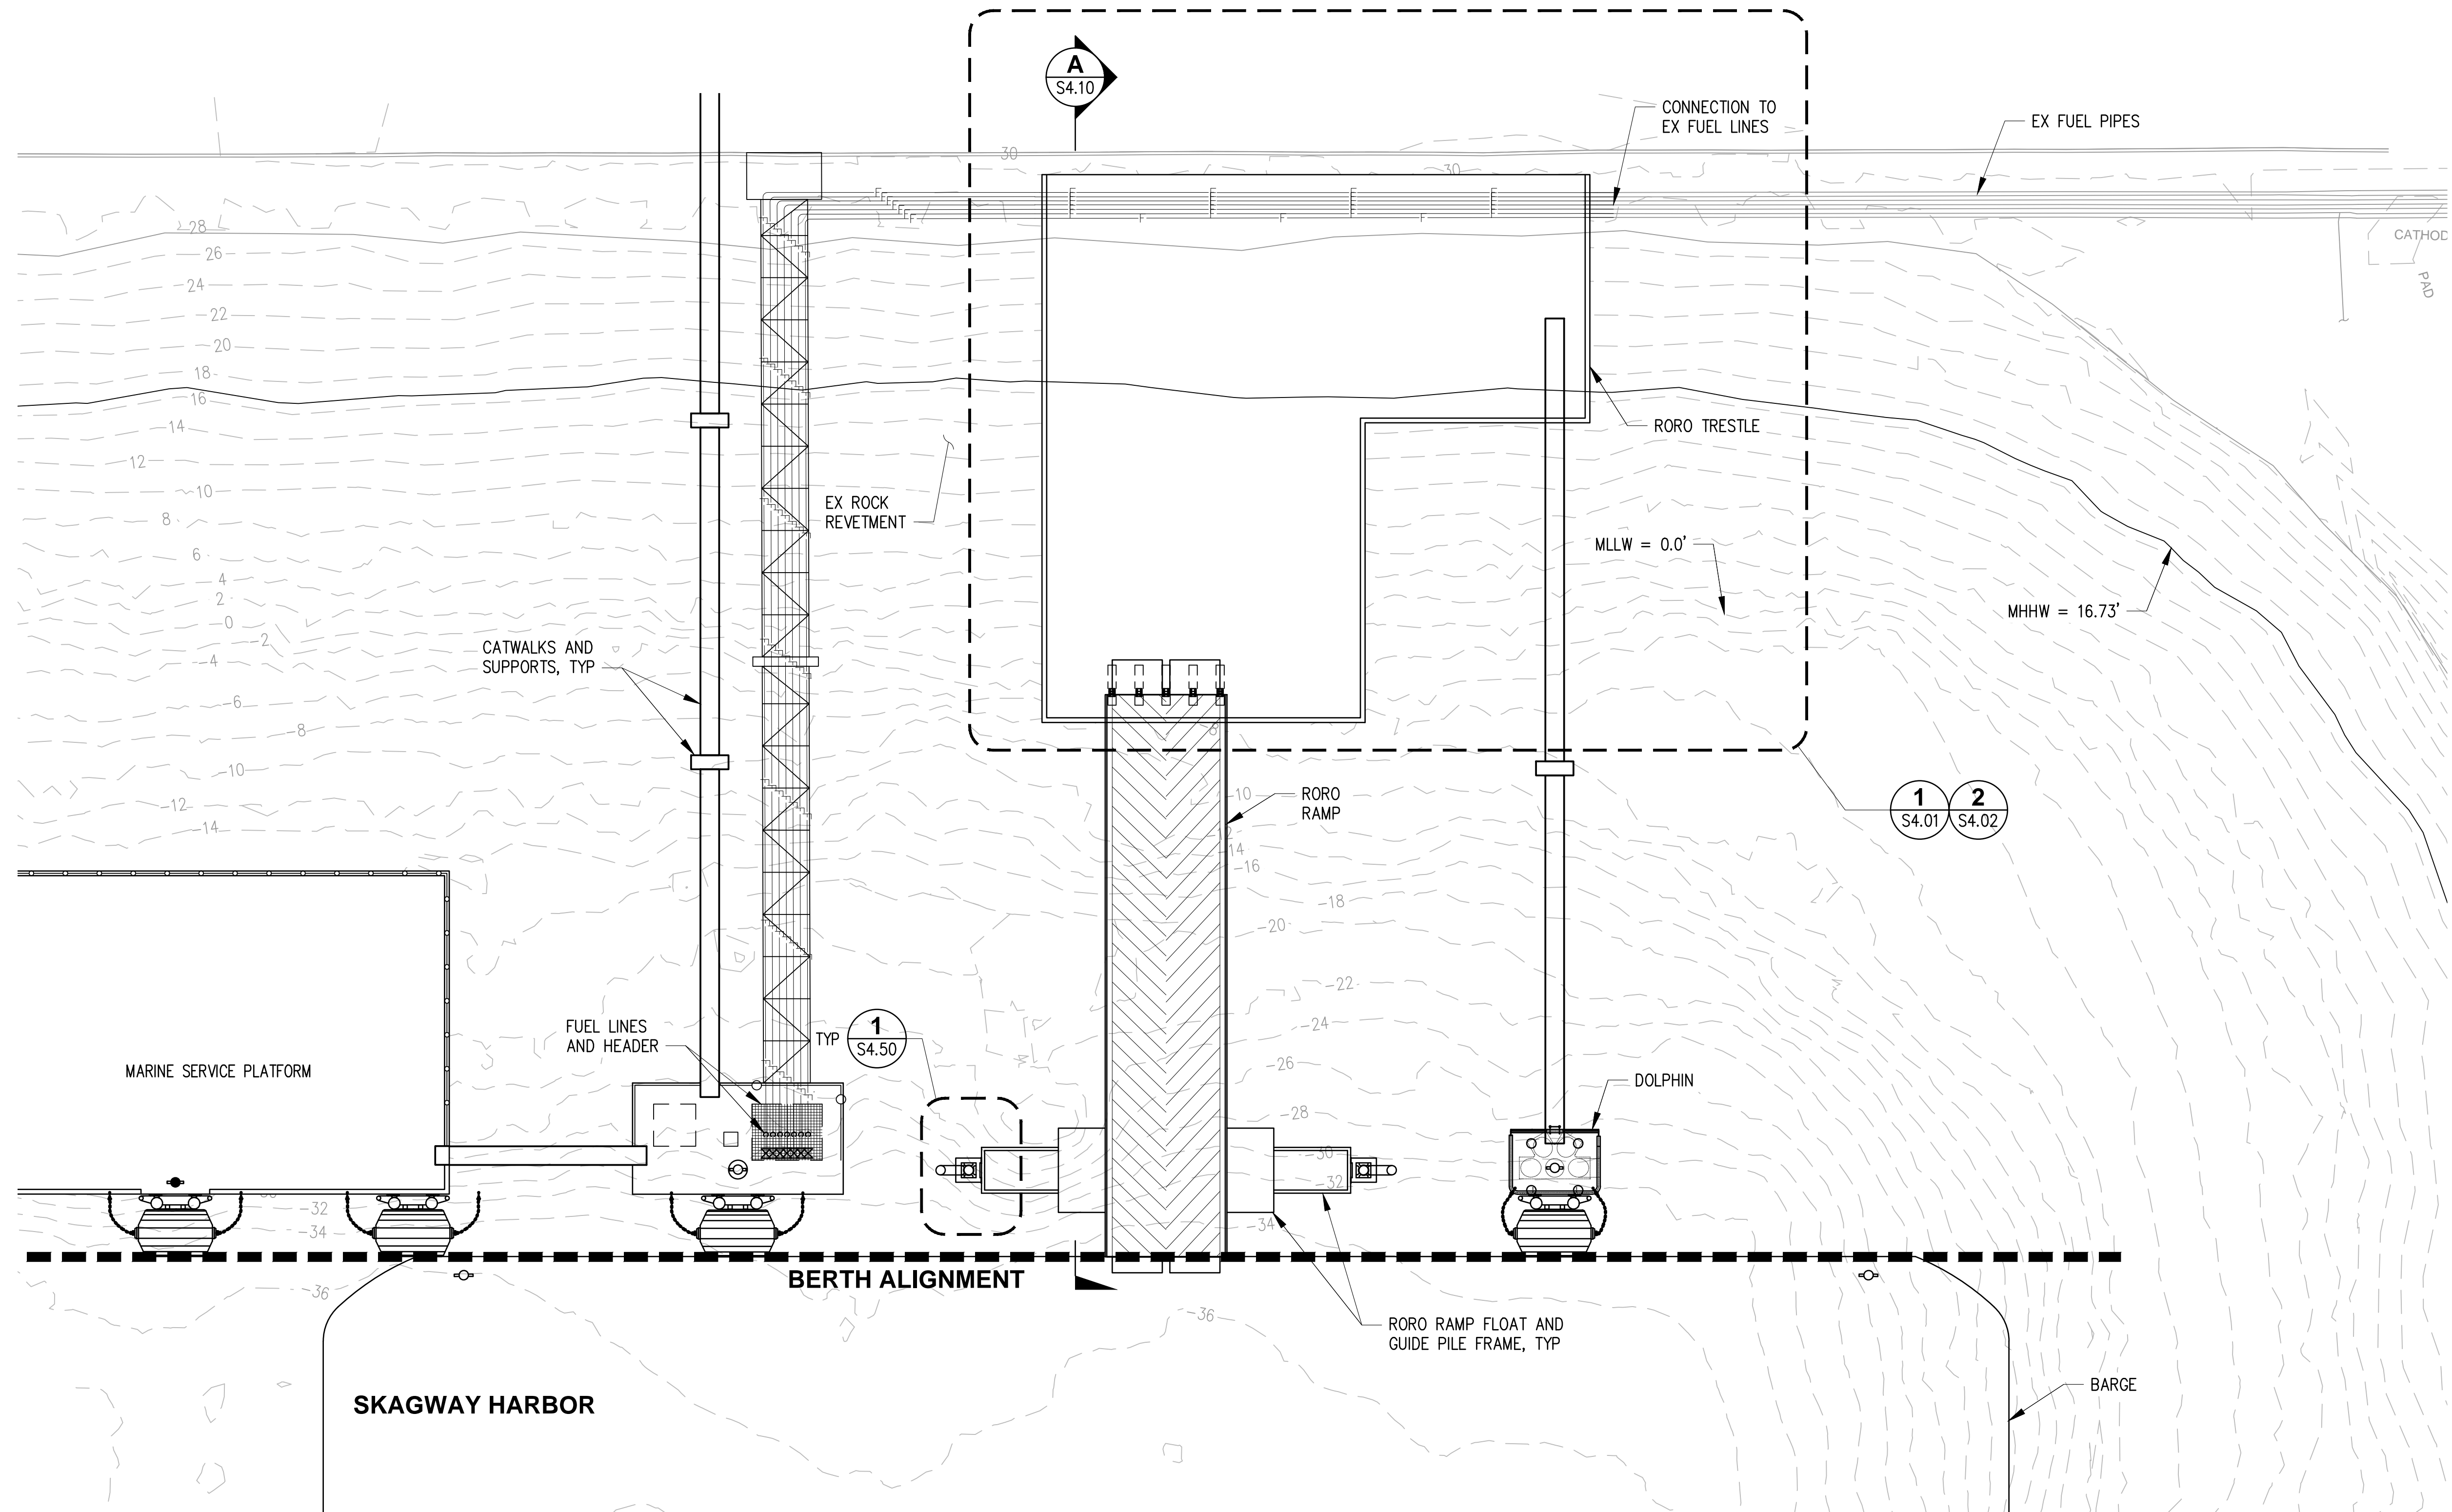 A
S4.10
CONNECTION TO
EX FUEL LINES
EX FUEL PIPES
30
30
F F F F F
F F F F F
F F F F F
F F F F F
F F F F F
F F F F
CATHOD
PAD
28
26
24
22
20
18
16
14
12
10
8
6
4
2
0
-2
-4
-6
-8
-10
-12
-14
RORO TRESTLE
EX ROCK
REVETMENT
MLLW = 0.0'
MHHW = 16.73'
CATWALKS AND
SUPPORTS, TYP
RORO
RAMP
1
S4.01
2
S4.02
-10
-14
-16
-18
-20
-22
-24
-26
-28
-30
-32
-34
FUEL LINES
AND HEADER
TYP
1
S4.50
MARINE SERVICE PLATFORM
DOLPHIN
-32
-34
-36
BERTH ALIGNMENT
-36
RORO RAMP FLOAT AND
GUIDE PILE FRAME, TYP
SKAGWAY HARBOR
BARGE